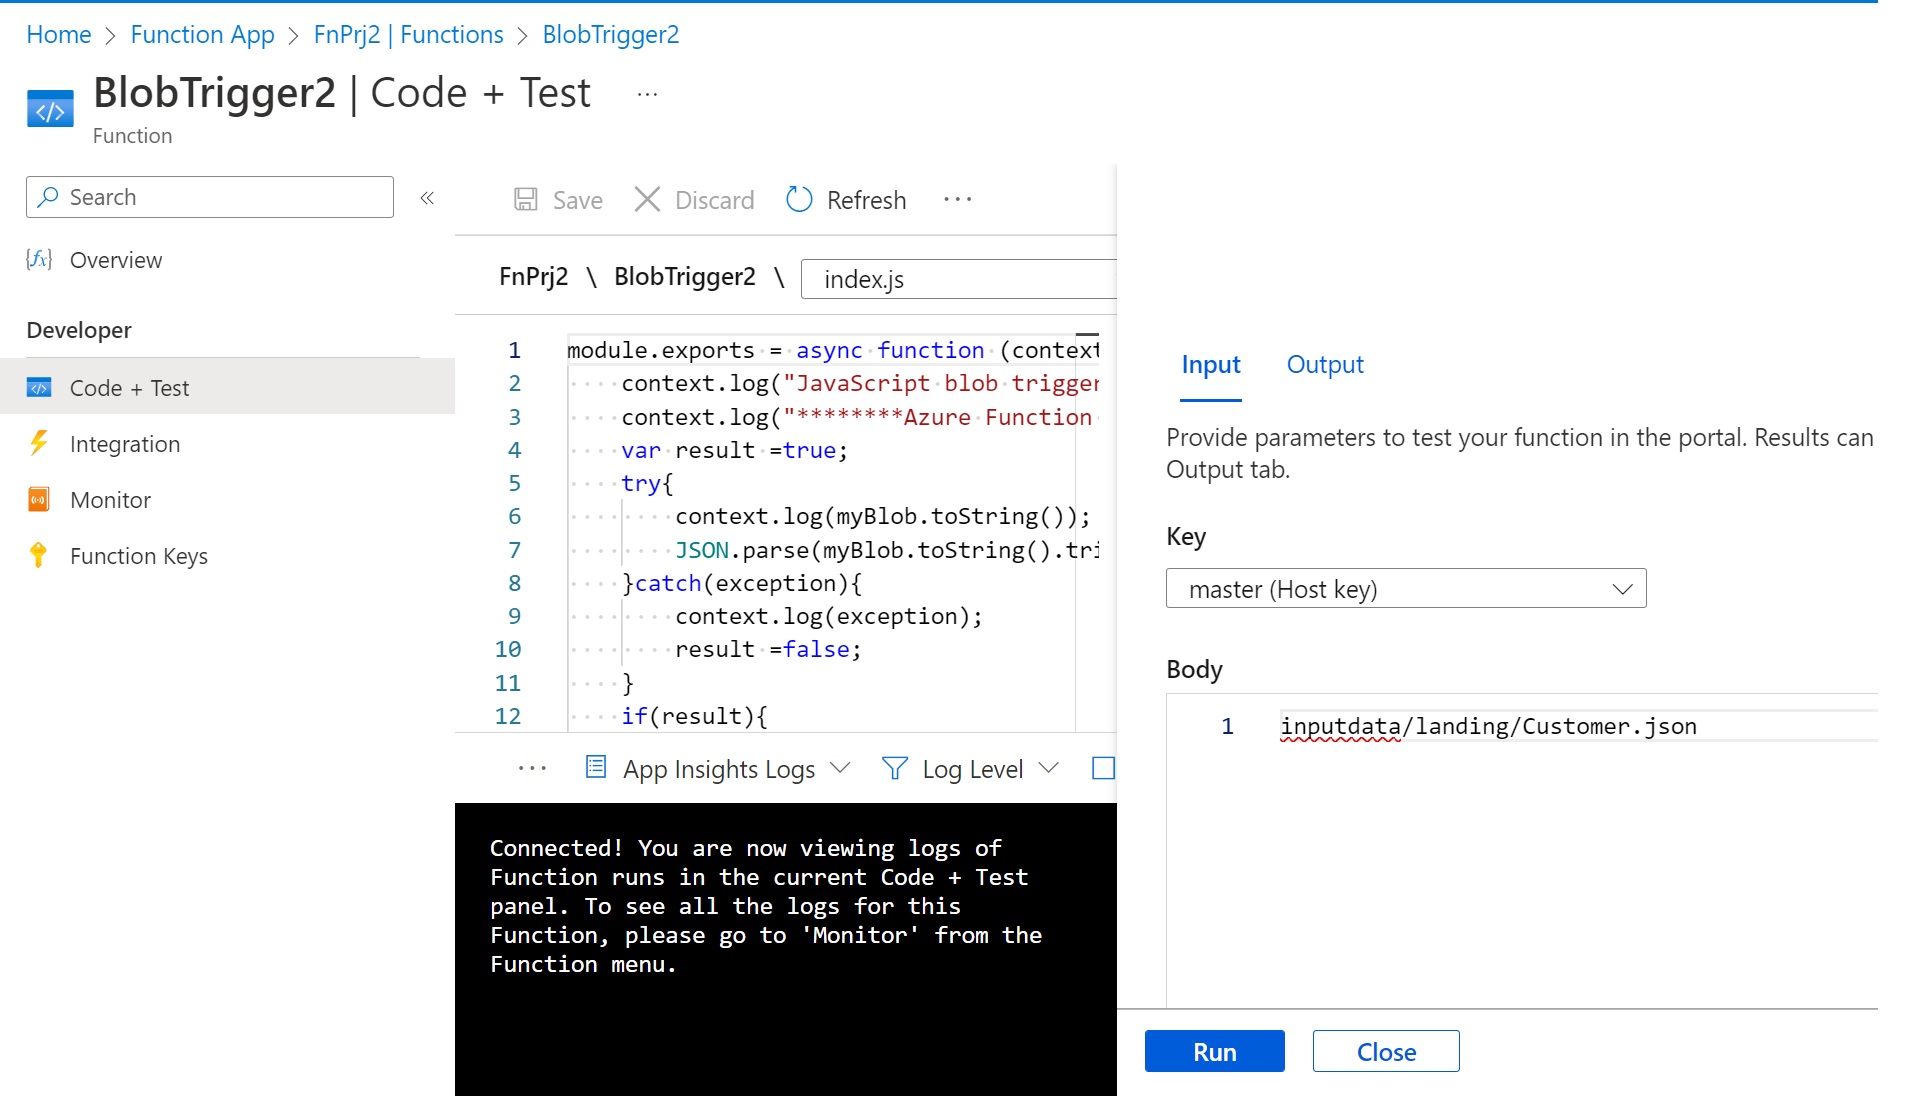 Home > Function App > FnPrj2 | Functions > BlobTrigger2
BlobTrigger2 | Code + Test ...
Function
Search «
Overview
Developer
Code + Test
Integration
Monitor
Function Keys
Save Discard Refresh ...
FnPrj2 \ BlobTrigger2 \ index.js
1 module.exports = async function (context
2 context.log("JavaScript blob trigger
3 context.log("********Azure Function
4 var result =true;
5 try{
6 context.log(myBlob.toString());
7 JSON.parse(myBlob.toString().tri
8 }catch(exception){
9 context.log(exception);
10 result =false;
11 }
12 if(result){
... App Insights Logs Log Level
Connected! You are now viewing logs of
Function runs in the current Code + Test
panel. To see all the logs for this
Function, please go to 'Monitor' from the
Function menu.
Input Output
Provide parameters to test your function in the portal. Results can
Output tab.
Key
master (Host key)
Body
1 inputdata/landing/Customer.json
Run Close